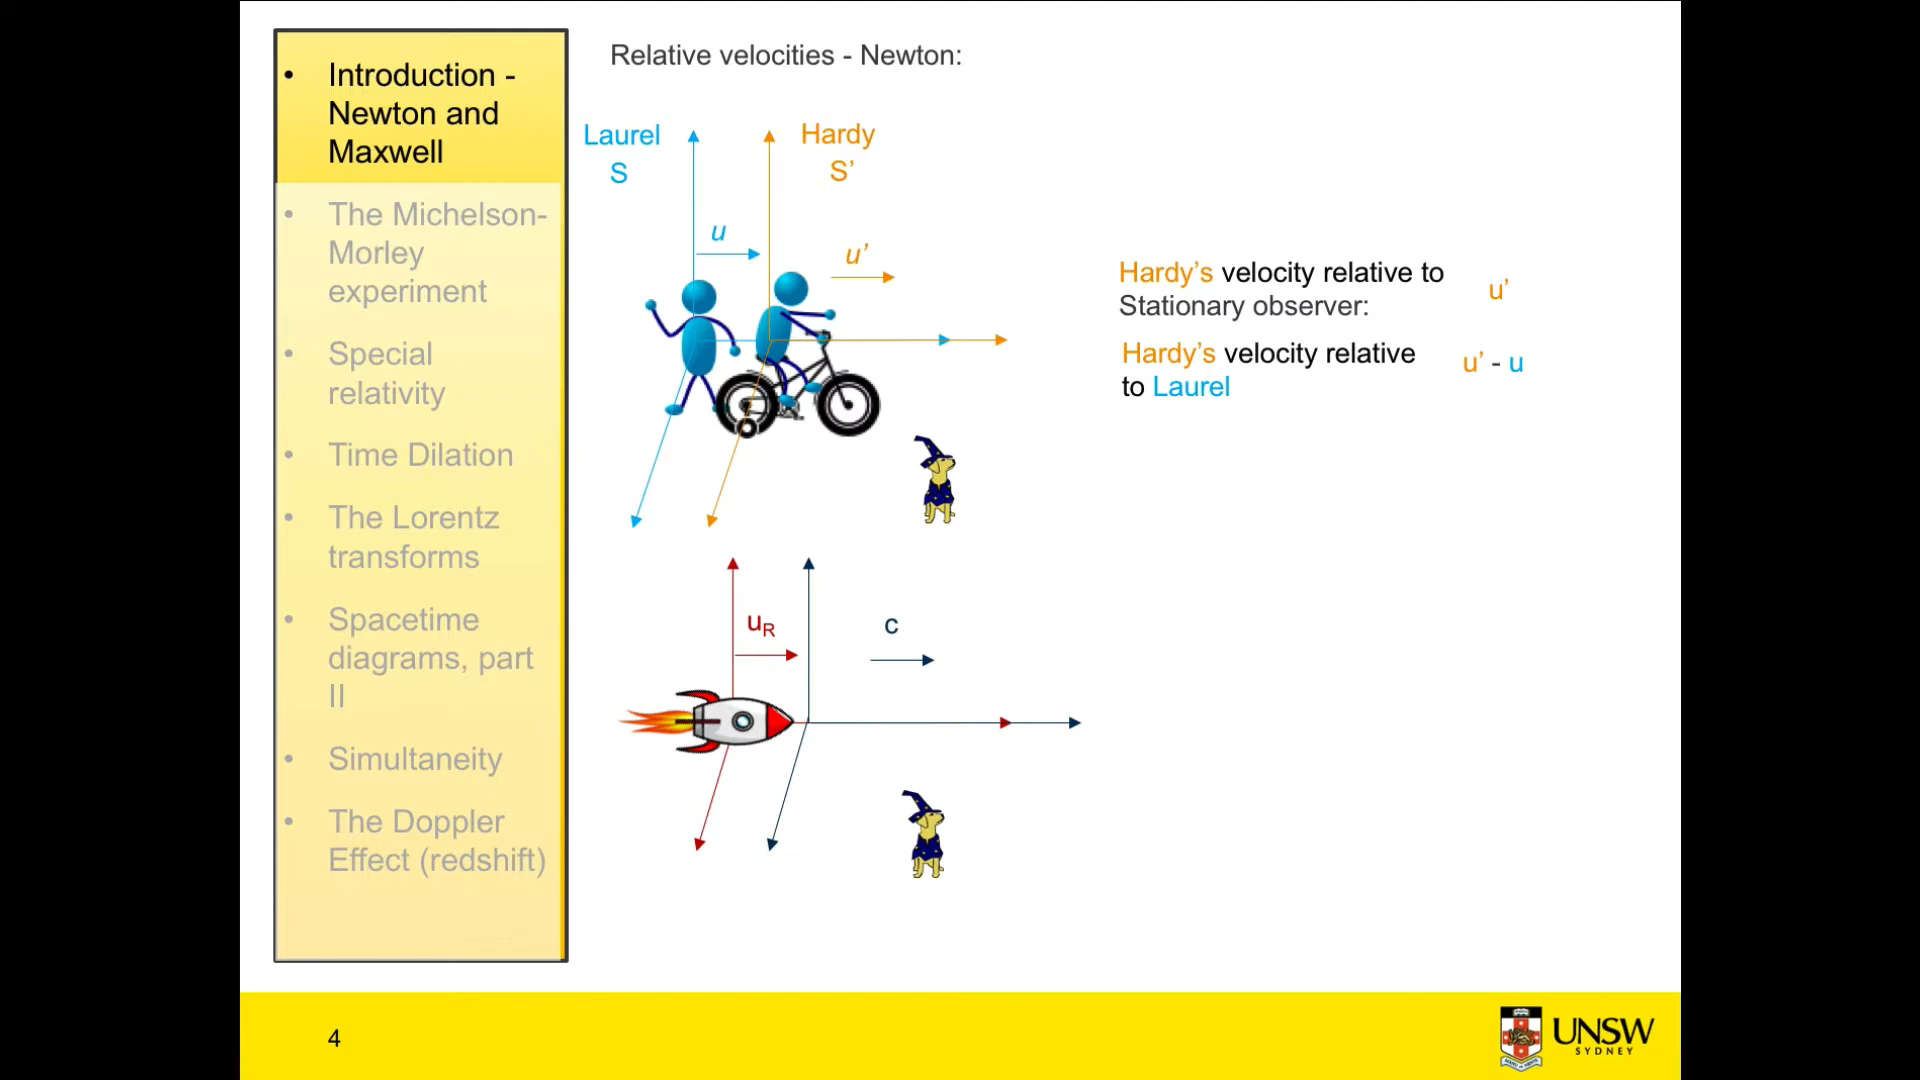 • Introduction -
Newton and
Maxwell
• The Michelson-
Morley
experiment
• Special
relativity
• Time Dilation
• The Lorentz
transforms
• Spacetime
diagrams, part
II
• Simultaneity
• The Doppler
Effect (redshift)
Relative velocities - Newton:
Laurel
S
Hardy
S’
u
u’
Hardy’s velocity relative to
Stationary observer:
u’
Hardy’s velocity relative
to Laurel
u’ - u
uR
c
4
UNSW
SYDNEY